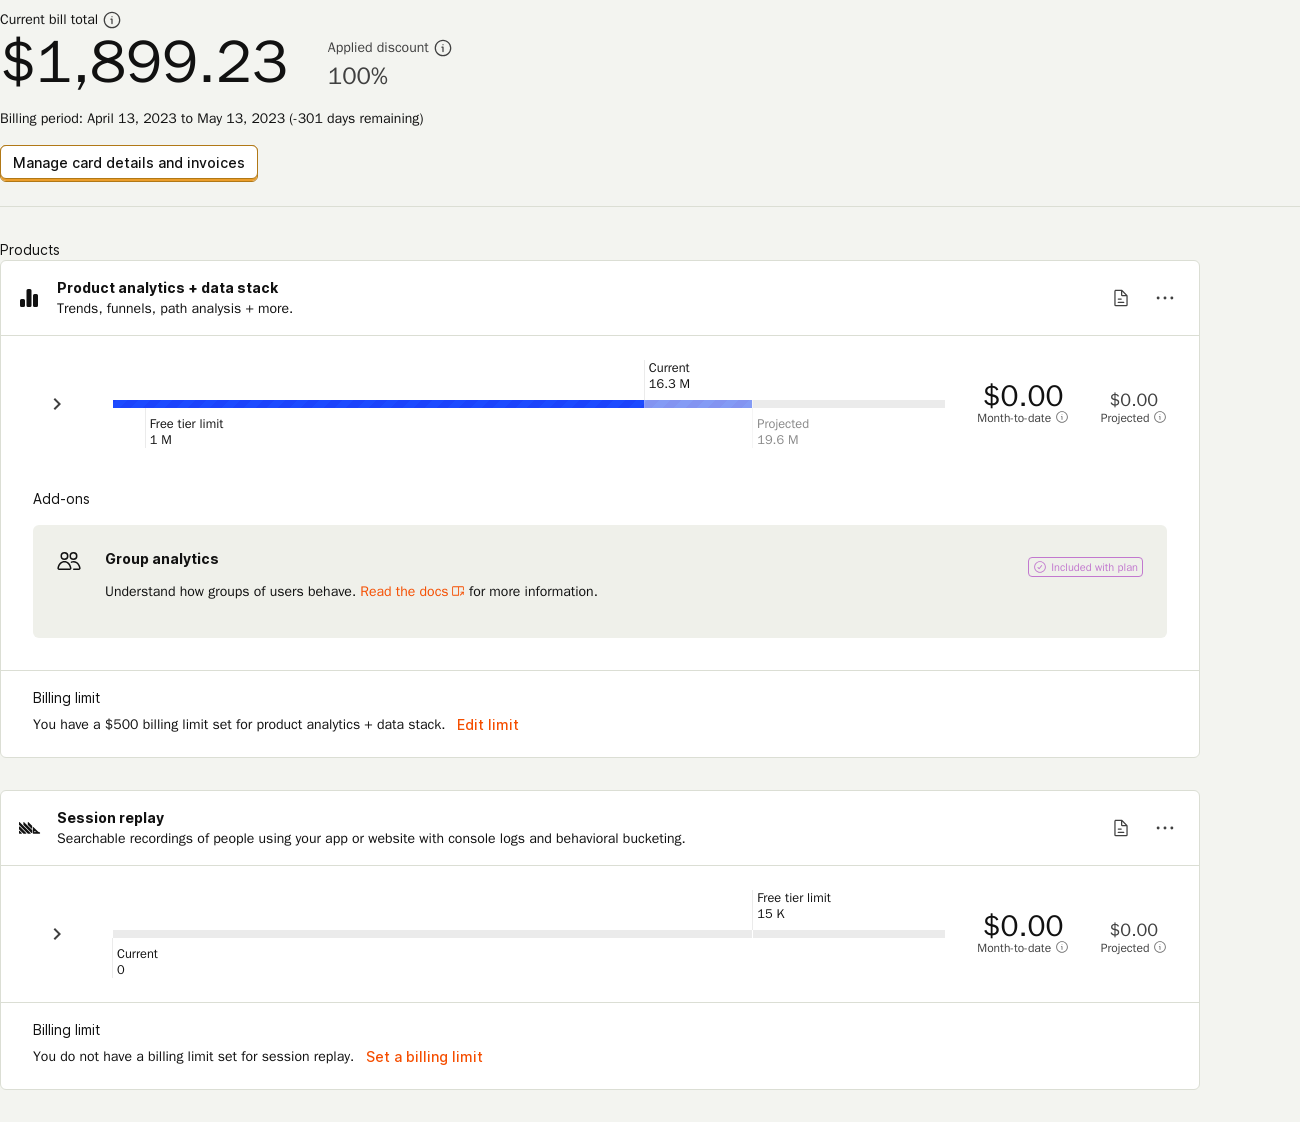 Current bill total
$1,899.23
Applied discount
100%
Billing period: April 13, 2023 to May 13, 2023 (-301 days remaining)
Manage card details and invoices
Products
Product analytics + data stack
Trends, funnels, path analysis + more.
Current
16.3 M
Free tier limit
1 M
Projected
19.6 M
$0.00
Month-to-date
$0.00
Projected
Add-ons
Group analytics
Included with plan
Understand how groups of users behave. Read the docs for more information.
Billing limit
You have a $500 billing limit set for product analytics + data stack. Edit limit
Session replay
Searchable recordings of people using your app or website with console logs and behavioral bucketing.
Free tier limit
15 K
Current
0
$0.00
Month-to-date
$0.00
Projected
Billing limit
You do not have a billing limit set for session replay. Set a billing limit